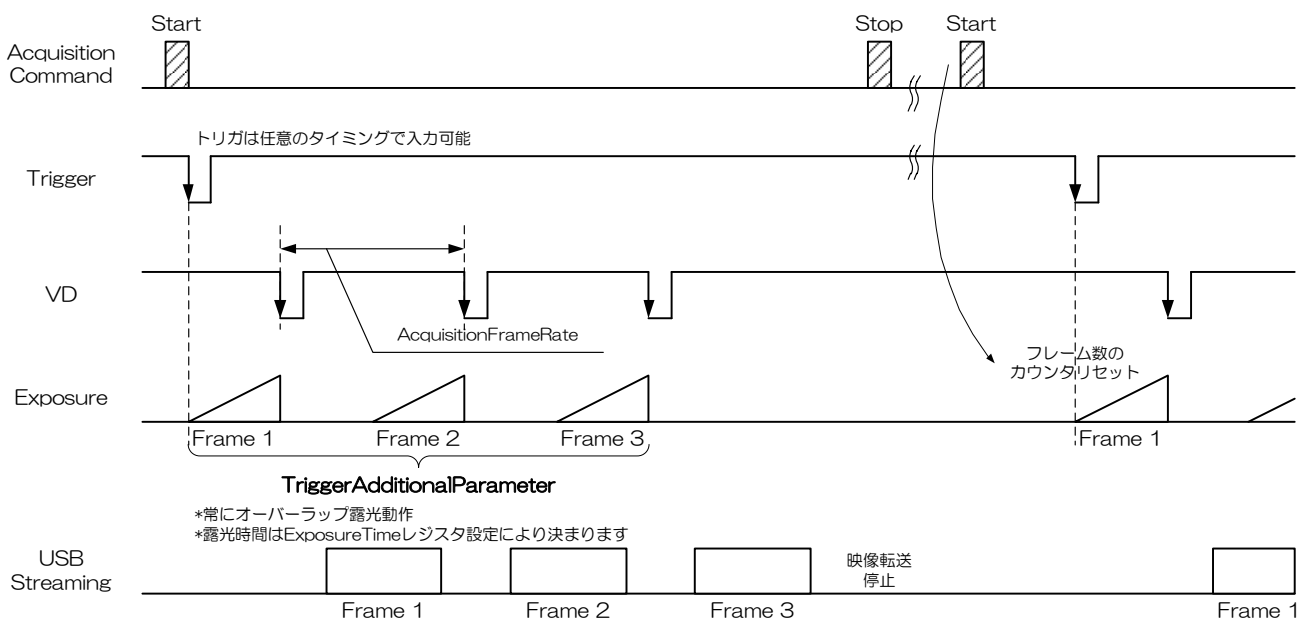 Start
Stop
Start
Acquisition
Command
トリガは任意のタイミングで入力可能
Trigger
VD
AcquisitionFrameRate
フレーム数の
カウンタリセット
Exposure
Frame 1
Frame 2
Frame 3
Frame 1
TriggerAdditionalParameter
*常にオーバーラップ露光動作
*露光時間はExposureTimeレジスタ設定により決まります
USB
Streaming
映像転送
停止
Frame 1
Frame 2
Frame 3
Frame 1